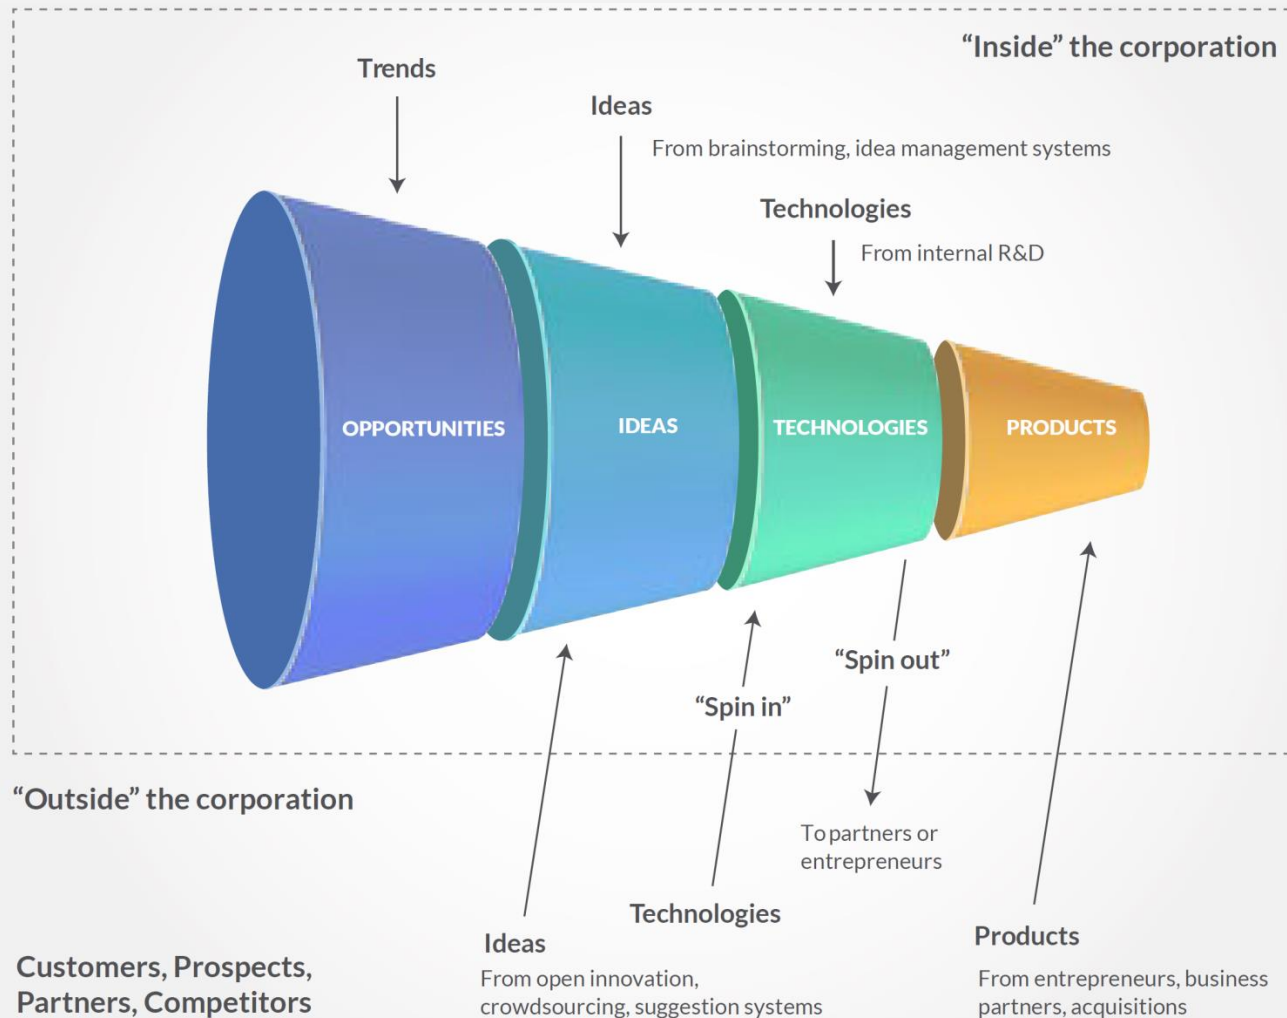 “Inside” the corporation
Trends
Ideas
From brainstorming, idea management systems
Technologies
From internal R&D
OPPORTUNITIES
IDEAS
TECHNOLOGIES
PRODUCTS
“Spin out”
“Spin in”
“Outside” the corporation
To partners or
entrepreneurs
Technologies
Ideas
From open innovation,
crowdsourcing, suggestion systems
Products
From entrepreneurs, business
partners, acquisitions
Customers, Prospects,
Partners, Competitors